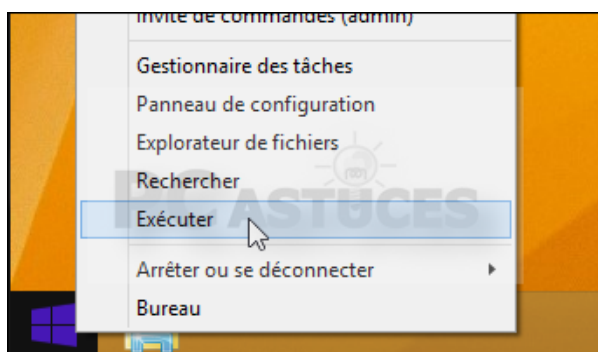 Invite de commandes (admin)
Gestionnaire des tâches
Panneau de configuration
Explorateur de fichiers
Rechercher
PC ASTUCES
Exécuter
Arrêter ou se déconnecter
Bureau